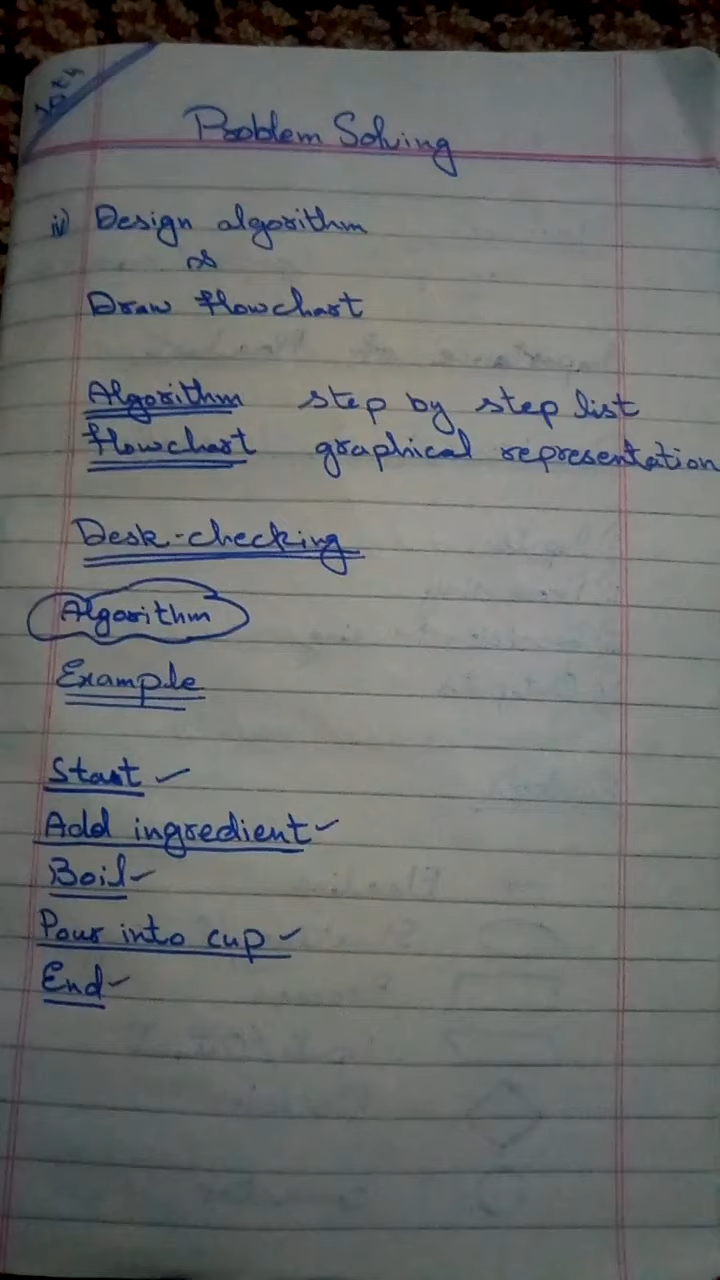 Problem Solving
iv) Design algorithm
or
Draw flowchart
Algorithm step by step list
flowchart graphical representation
Desk-checking
Algorithm
Example
Start ✓
Add ingredient ✓
Boil ✓
Pour into cup ✓
End ✓